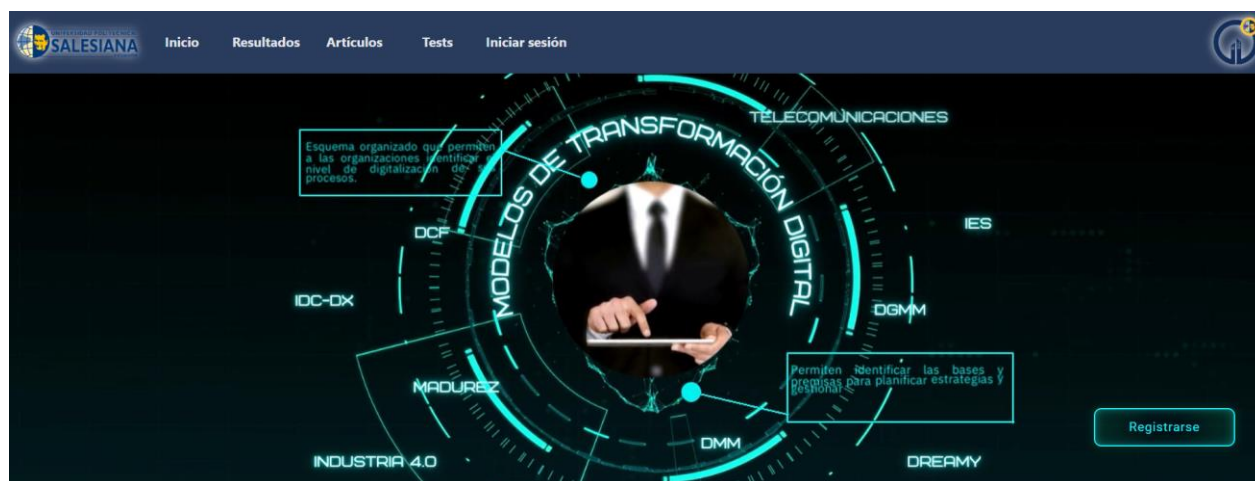 UNIVERSIDAD POLITÉCNICA
SALESIANA
Inicio
Resultados
Artículos
Tests
Iniciar sesión
TELECOMUNICACIONES
MODELOS DE TRANSFORMACIÓN DIGITAL
Esquema organizado que permiten
a las organizaciones identificar el
nivel de digitalización de sus
procesos.
DCF
IES
IDC-DX
DGMM
Permiten identificar las bases y
premisas para planificar estrategias y
gestionar
MADUREZ
Registrarse
DMM
INDUSTRIA 4.0
DREAMY